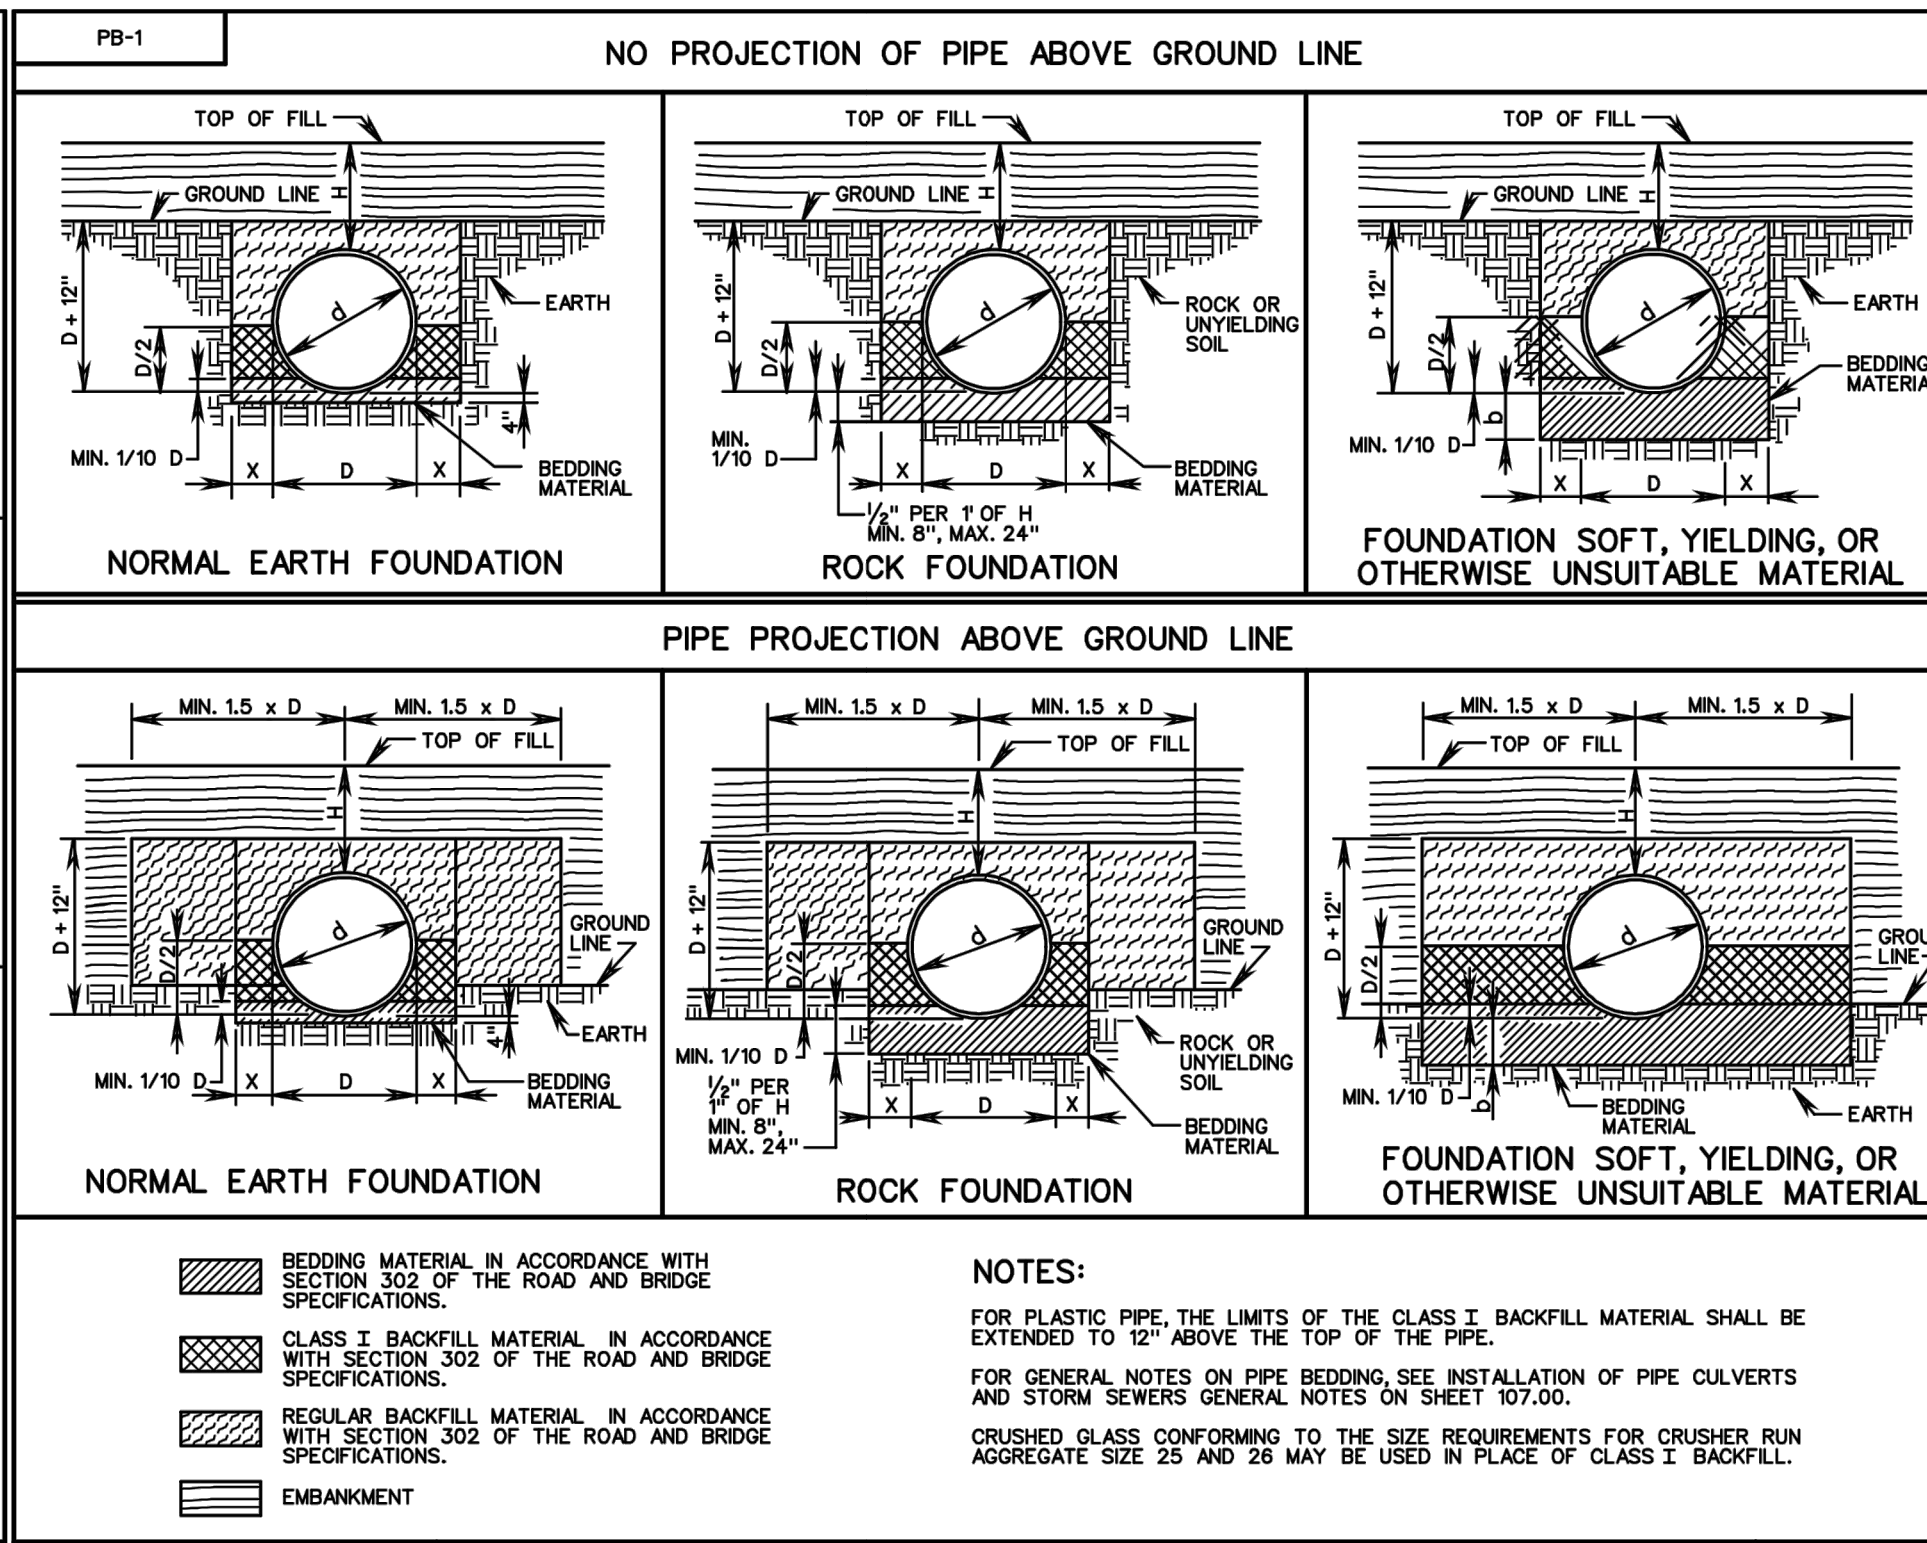 PB-1
NO PROJECTION OF PIPE ABOVE GROUND LINE
TOP OF FILL
GROUND LINE
H
D + 12"
D/2
d
EARTH
4"
MIN. 1/10 D
X
D
X
BEDDING
MATERIAL
NORMAL EARTH FOUNDATION
TOP OF FILL
GROUND LINE
H
D + 12"
D/2
d
ROCK OR
UNYIELDING
SOIL
MIN.
1/10 D
X
D
X
BEDDING
MATERIAL
1/2" PER 1' OF H
MIN. 8", MAX. 24"
ROCK FOUNDATION
TOP OF FILL
GROUND LINE
H
D + 12"
D/2
d
EARTH
BEDDING
MATERIA
b
MIN. 1/10 D
X
D
X
FOUNDATION SOFT, YIELDING, OR
OTHERWISE UNSUITABLE MATERIAL
PIPE PROJECTION ABOVE GROUND LINE
MIN. 1.5 x D
MIN. 1.5 x D
TOP OF FILL
H
D + 12"
D/2
d
GROUND
LINE
4"
EARTH
MIN. 1/10 D
X
D
X
BEDDING
MATERIAL
NORMAL EARTH FOUNDATION
MIN. 1.5 x D
MIN. 1.5 x D
TOP OF FILL
H
D + 12"
D/2
d
GROUND
LINE
MIN. 1/10 D
ROCK OR
UNYIELDING
SOIL
1/2" PER
1" OF H
MIN. 8",
MAX. 24"
X
D
X
BEDDING
MATERIAL
ROCK FOUNDATION
MIN. 1.5 x D
MIN. 1.5 x D
TOP OF FILL
H
D + 12"
D/2
d
GROU
LINE
MIN. 1/10 D
b
BEDDING
MATERIAL
EARTH
FOUNDATION SOFT, YIELDING, OR
OTHERWISE UNSUITABLE MATERIAL
BEDDING MATERIAL IN ACCORDANCE WITH
SECTION 302 OF THE ROAD AND BRIDGE
SPECIFICATIONS.
CLASS I BACKFILL MATERIAL IN ACCORDANCE
WITH SECTION 302 OF THE ROAD AND BRIDGE
SPECIFICATIONS.
REGULAR BACKFILL MATERIAL IN ACCORDANCE
WITH SECTION 302 OF THE ROAD AND BRIDGE
SPECIFICATIONS.
EMBANKMENT
NOTES:
FOR PLASTIC PIPE, THE LIMITS OF THE CLASS I BACKFILL MATERIAL SHALL BE
EXTENDED TO 12" ABOVE THE TOP OF THE PIPE.
FOR GENERAL NOTES ON PIPE BEDDING, SEE INSTALLATION OF PIPE CULVERTS
AND STORM SEWERS GENERAL NOTES ON SHEET 107.00.
CRUSHED GLASS CONFORMING TO THE SIZE REQUIREMENTS FOR CRUSHER RUN
AGGREGATE SIZE 25 AND 26 MAY BE USED IN PLACE OF CLASS I BACKFILL.